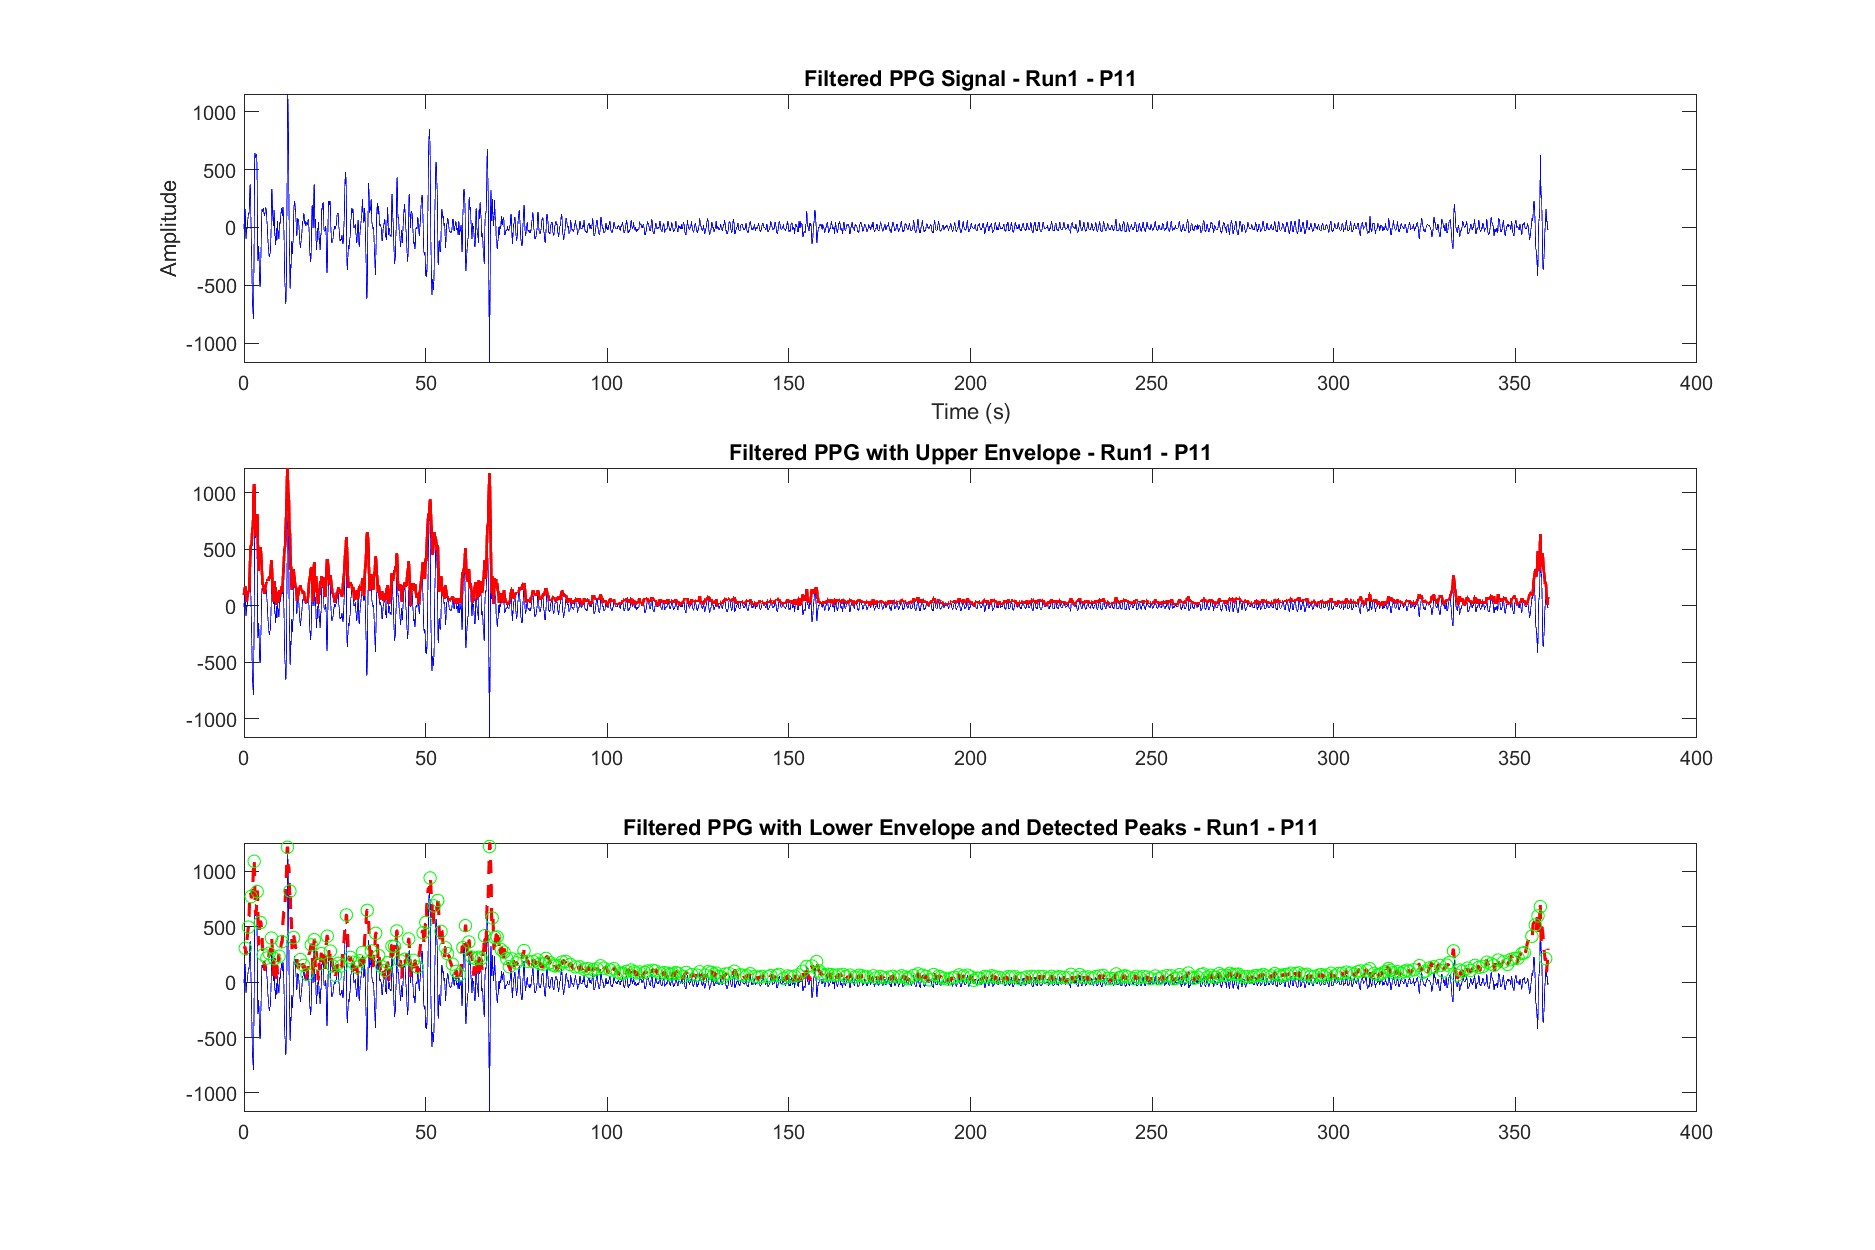 Filtered PPG Signal - Run1 - P11
1000
500
0
-500
-1000
Amplitude
0 50 100 150 200 250 300 350 400
Time (s)
Filtered PPG with Upper Envelope - Run1 - P11
1000
500
0
-500
-1000
0 50 100 150 200 250 300 350 400
Filtered PPG with Lower Envelope and Detected Peaks - Run1 - P11
1000
500
0
-500
-1000
0 50 100 150 200 250 300 350 400